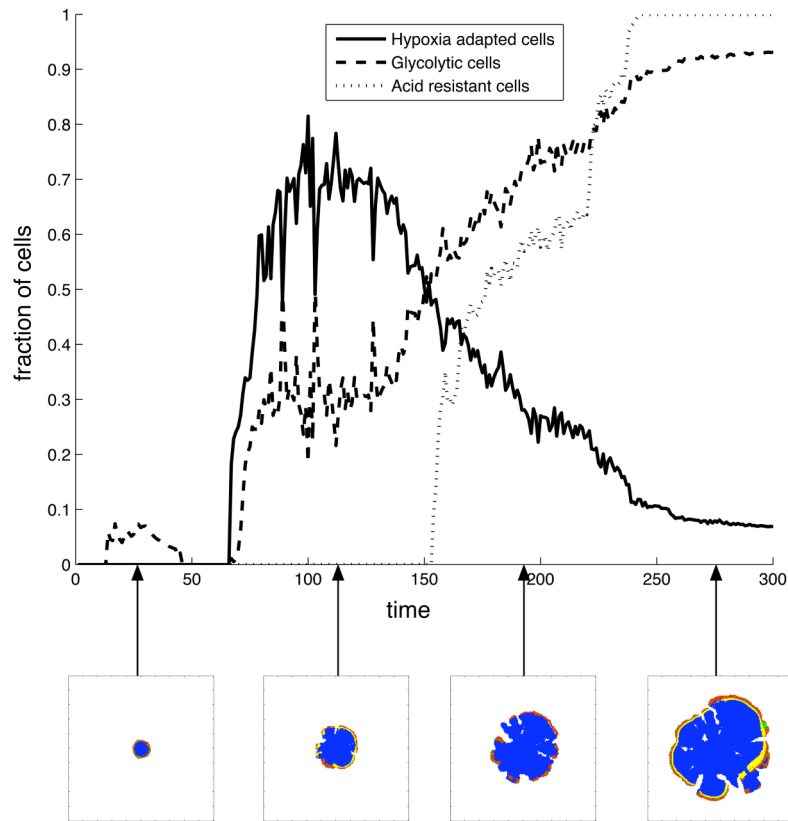 Hypoxia adapted cells
Glycolytic cells
Acid resistant cells
1
0.9
0.8
0.7
0.6
0.5
0.4
0.3
0.2
0.1
0
fraction of cells
0 50 100 150 200 250 300
time